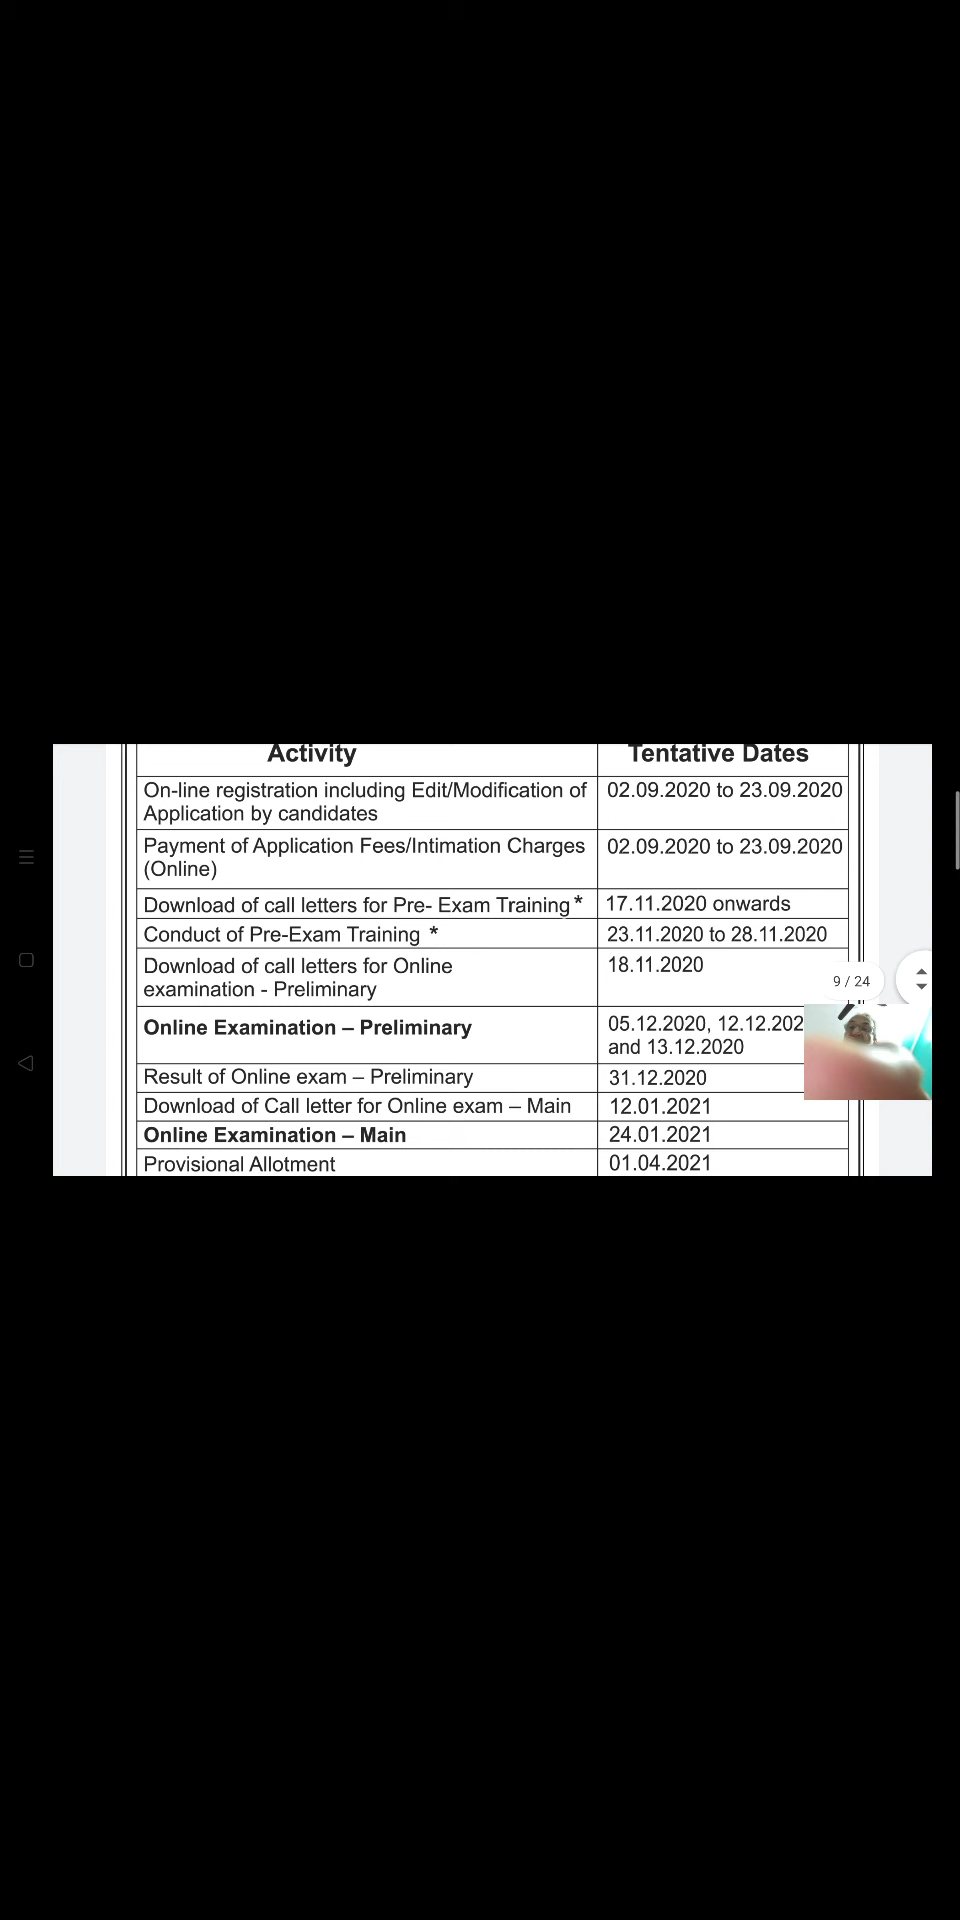 Activity Tentative Dates
On-line registration including Edit/Modification of 02.09.2020 to 23.09.2020
Application by candidates
Payment of Application Fees/Intimation Charges 02.09.2020 to 23.09.2020
(Online)
Download of call letters for Pre- Exam Training * 17.11.2020 onwards
Conduct of Pre-Exam Training * 23.11.2020 to 28.11.2020
Download of call letters for Online 18.11.2020
examination - Preliminary
9 / 24
Online Examination – Preliminary 05.12.2020, 12.12.202
and 13.12.2020
Result of Online exam – Preliminary 31.12.2020
Download of Call letter for Online exam – Main 12.01.2021
Online Examination – Main 24.01.2021
Provisional Allotment 01.04.2021